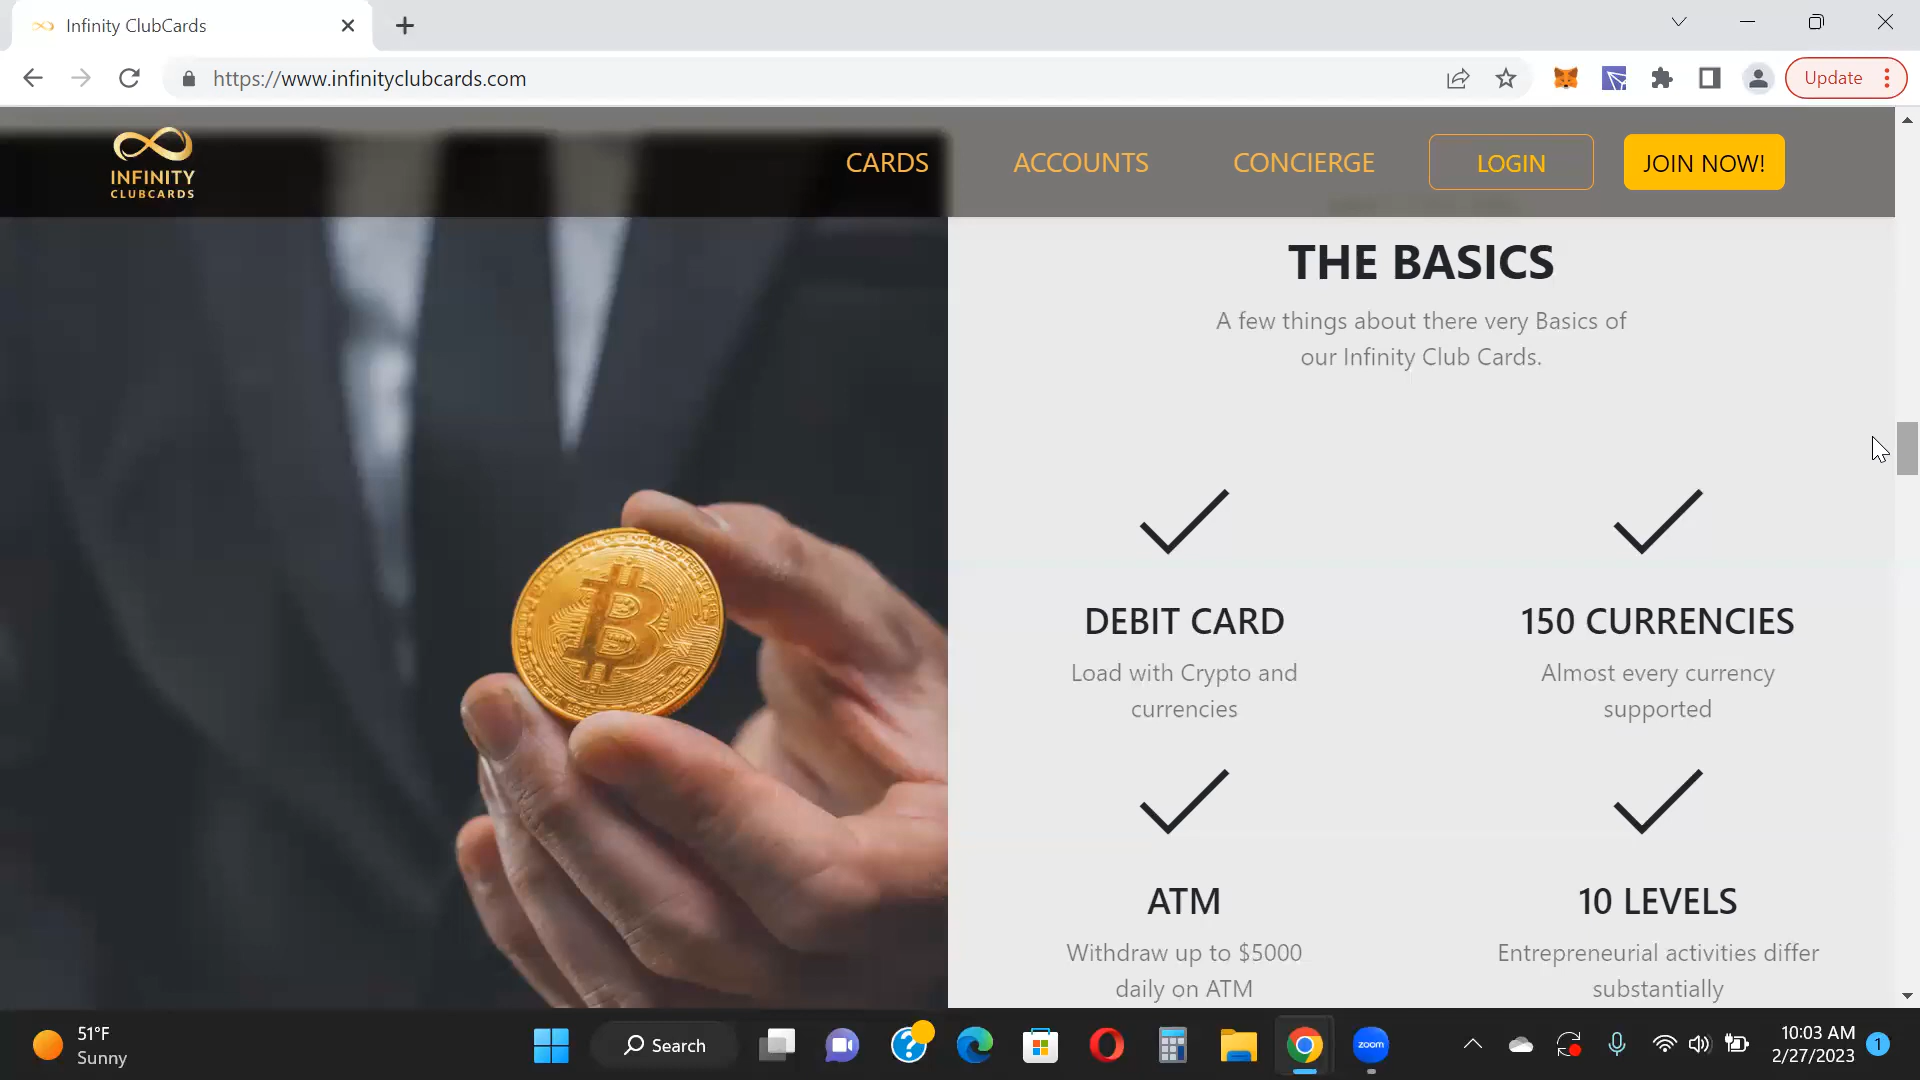 Infinity ClubCards
https://www.infinityclubcards.com
Update
INFINITY
CLUBCARDS
CARDS
ACCOUNTS
CONCIERGE
LOGIN
JOIN NOW!
THE BASICS
A few things about there very Basics of
our Infinity Club Cards.
DEBIT CARD
Load with Crypto and
currencies
150 CURRENCIES
Almost every currency
supported
ATM
Withdraw up to $5000
daily on ATM
10 LEVELS
Entrepreneurial activities differ
substantially
51°F
Sunny
Search
zoom
10:03 AM
2/27/2023
1